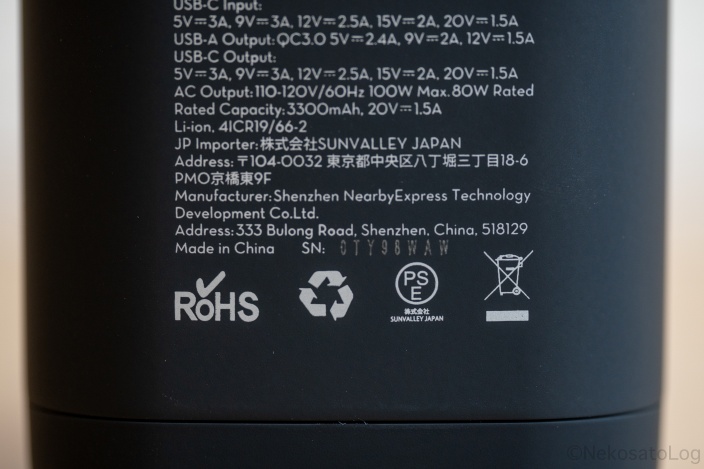 USB-C Input:
5V⎓3A, 9V⎓3A, 12V⎓2.5A, 15V⎓2A, 20V⎓1.5A
USB-A Output:QC3.0 5V⎓2.4A, 9V⎓2A, 12V⎓1.5A
USB-C Output:
5V⎓3A, 9V⎓3A, 12V⎓2.5A, 15V⎓2A, 20V⎓1.5A
AC Output:110-120V/60Hz 100W Max. 80W Rated
Rated Capacity:3300mAh, 20V⎓1.5A
Li-ion, 4ICR19/66-2
JP Importer:株式会社SUNVALLEY JAPAN
Address:〒104-0032 東京都中央区八丁堀三丁目18-6
PMO京橋東9F
Manufacturer:Shenzhen NearbyExpress Technology
Development Co.Ltd.
Address:333 Bulong Road, Shenzhen, China, 518129
Made in China SN: 0TY98WAW
RoHS
PS
E
株式会社
SUNVALLEY JAPAN
©NekosatoLog